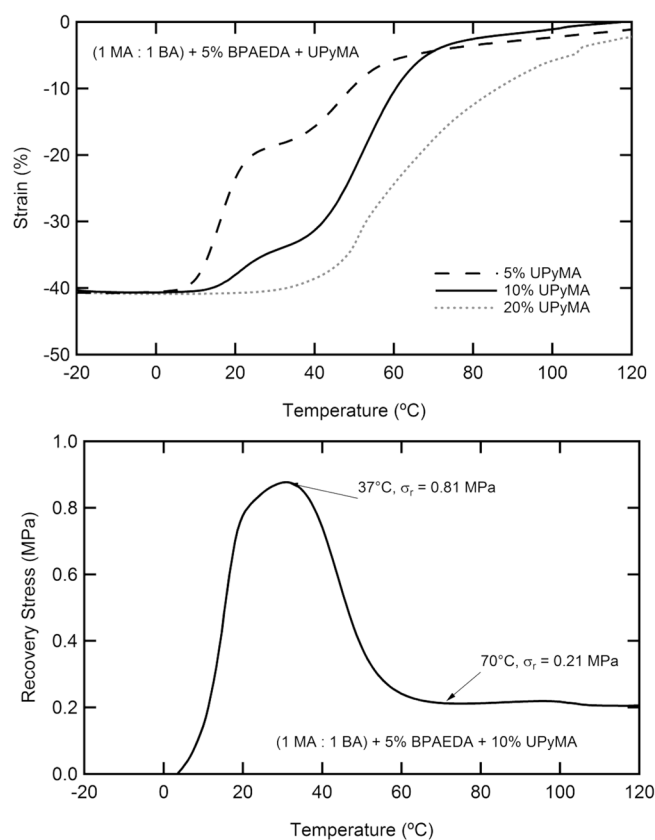 0
(1 MA : 1 BA) + 5% BPAEDA + UPyMA
-10
-20
Strain (%)
-30
-40
-50
5% UPyMA
10% UPyMA
20% UPyMA
-20 0 20 40 60 80 100 120
Temperature (ºC)
1.0
0.8
0.6
0.4
0.2
0.0
Recovery Stress (MPa)
37°C, σr = 0.81 MPa
70°C, σr = 0.21 MPa
(1 MA : 1 BA) + 5% BPAEDA + 10% UPyMA
-20 0 20 40 60 80 100 120
Temperature (ºC)